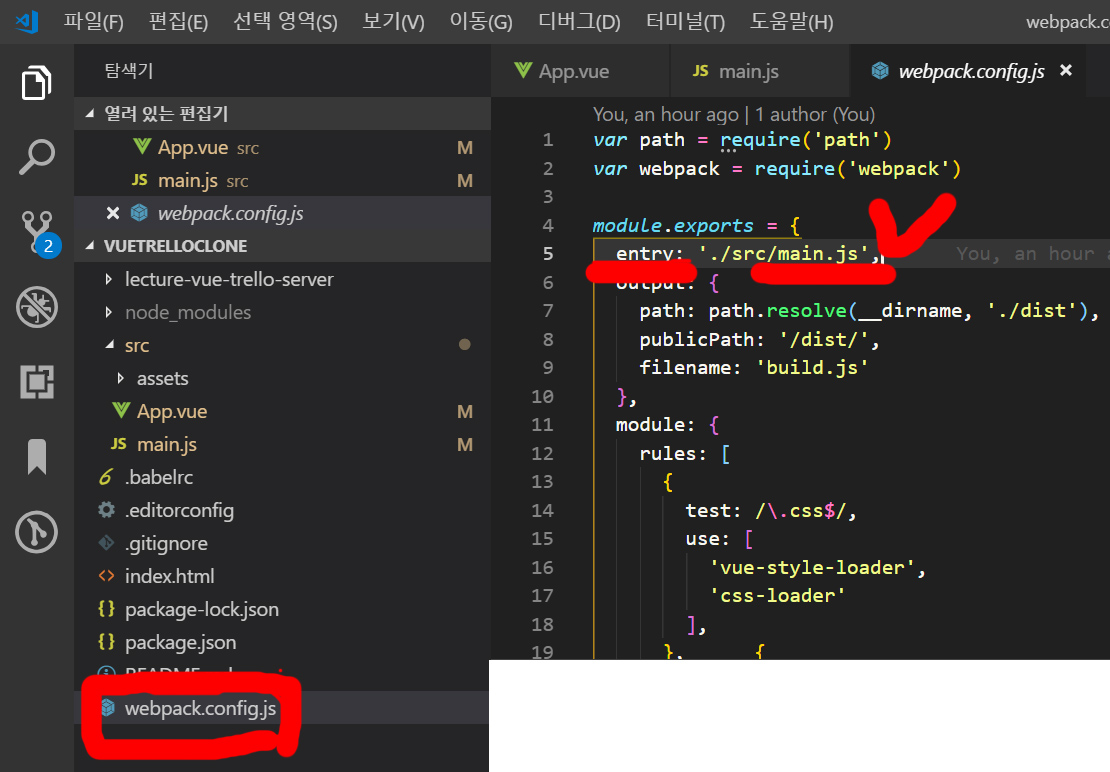 파일(F) 편집(E) 선택 영역(S) 보기(V) 이동(G) 디버그(D) 터미널(T) 도움말(H) webpack.c
탐색기
열려 있는 편집기
App.vue src M
JS main.js src M
webpack.config.js
VUETRELLOCLONE
lecture-vue-trello-server
node_modules
src
assets
App.vue M
JS main.js M
.babelrc
.editorconfig
.gitignore
index.html
{} package-lock.json
{} package.json
webpack.config.js
2
App.vue JS main.js webpack.config.js
You, an hour ago | 1 author (You)
1 var path = require('path')
2 var webpack = require('webpack')
3
4 module.exports = {
5 entry: './src/main.js', You, an hour
6 output: {
7 path: path.resolve(__dirname, './dist'),
8 publicPath: '/dist/',
9 filename: 'build.js'
10 },
11 module: {
12 rules: [
13 {
14 test: /\.css$/,
15 use: [
16 'vue-style-loader',
17 'css-loader'
18 ],
19 }, {